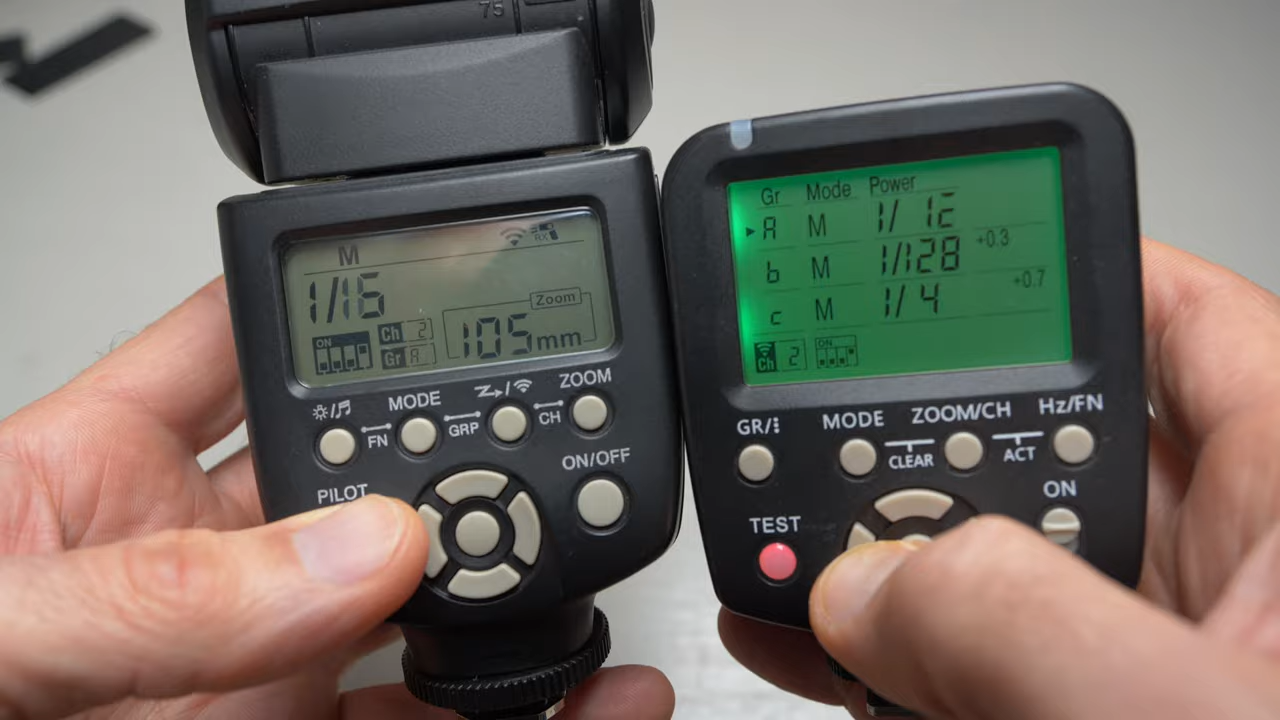 75
M
RX
1/16
Zoom
ON
Ch 2
Gr A
105mm
MODE
ZOOM
FN
GRP
CH
ON/OFF
PILOT
Gr Mode Power
A M
b M 1/128 +0.3
c M 1/4 +0.7
Ch 2
ON
GR/
MODE
ZOOM/CH
Hz/FN
CLEAR
ACT
ON
TEST